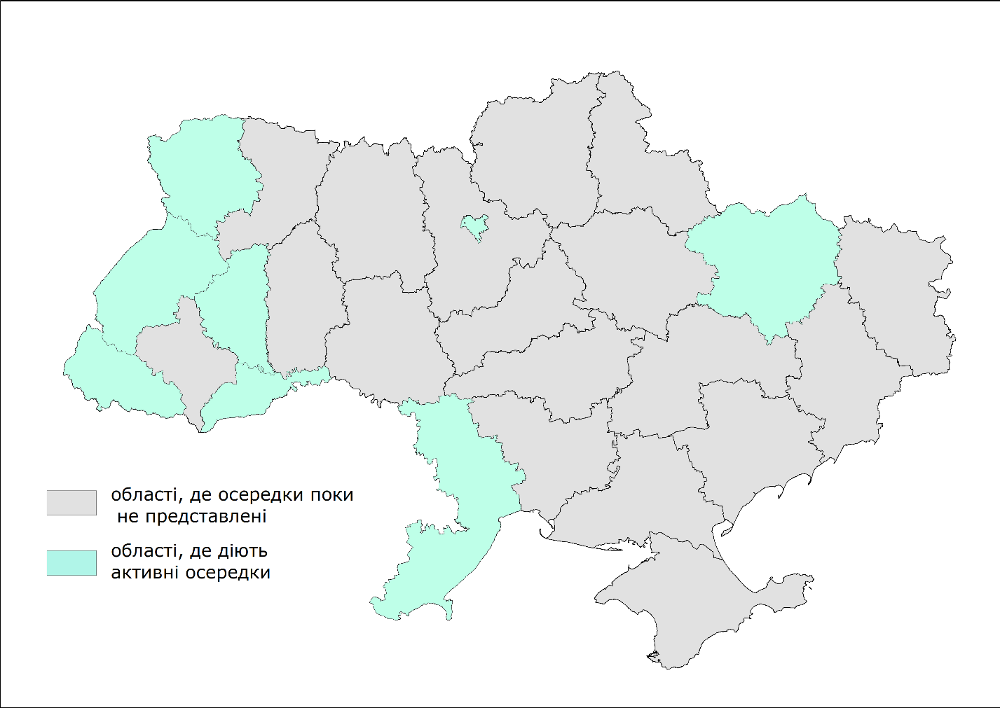 області, де осередки поки
не представлені
області, де діють
активні осередки